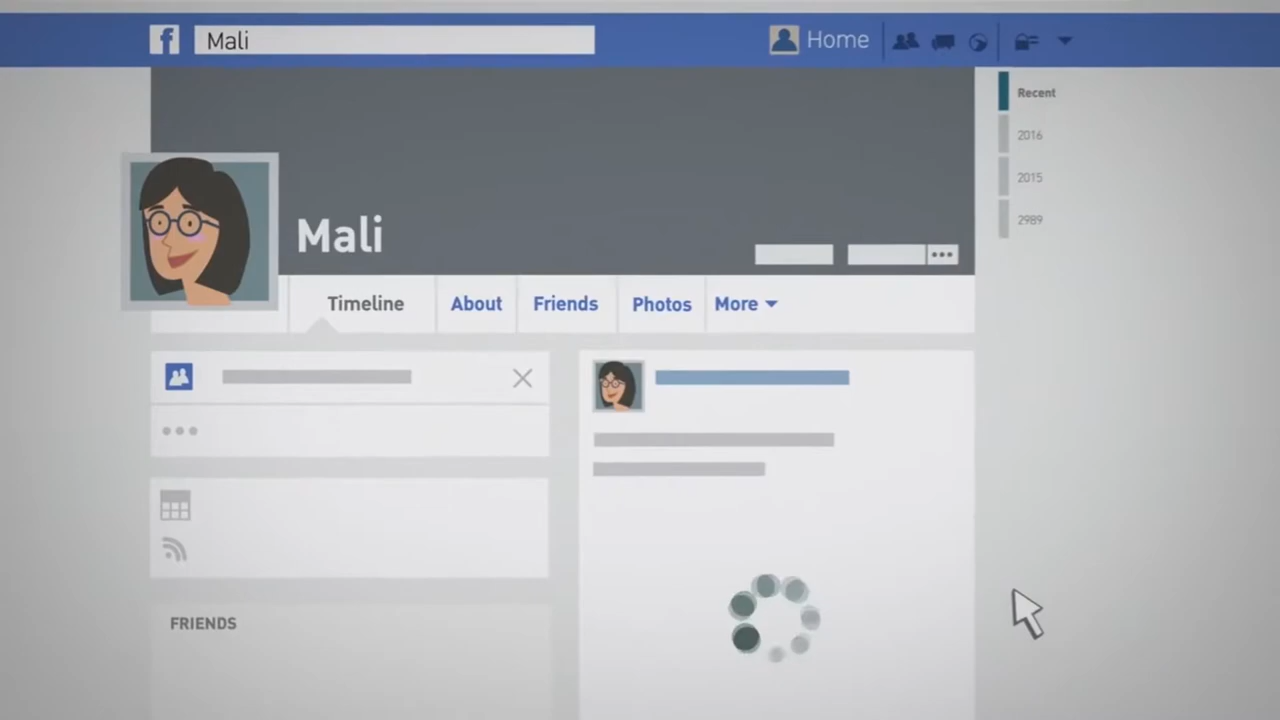 f Mali Home
Recent
2016
2015
2989
Mali
Timeline About Friends Photos More
FRIENDS